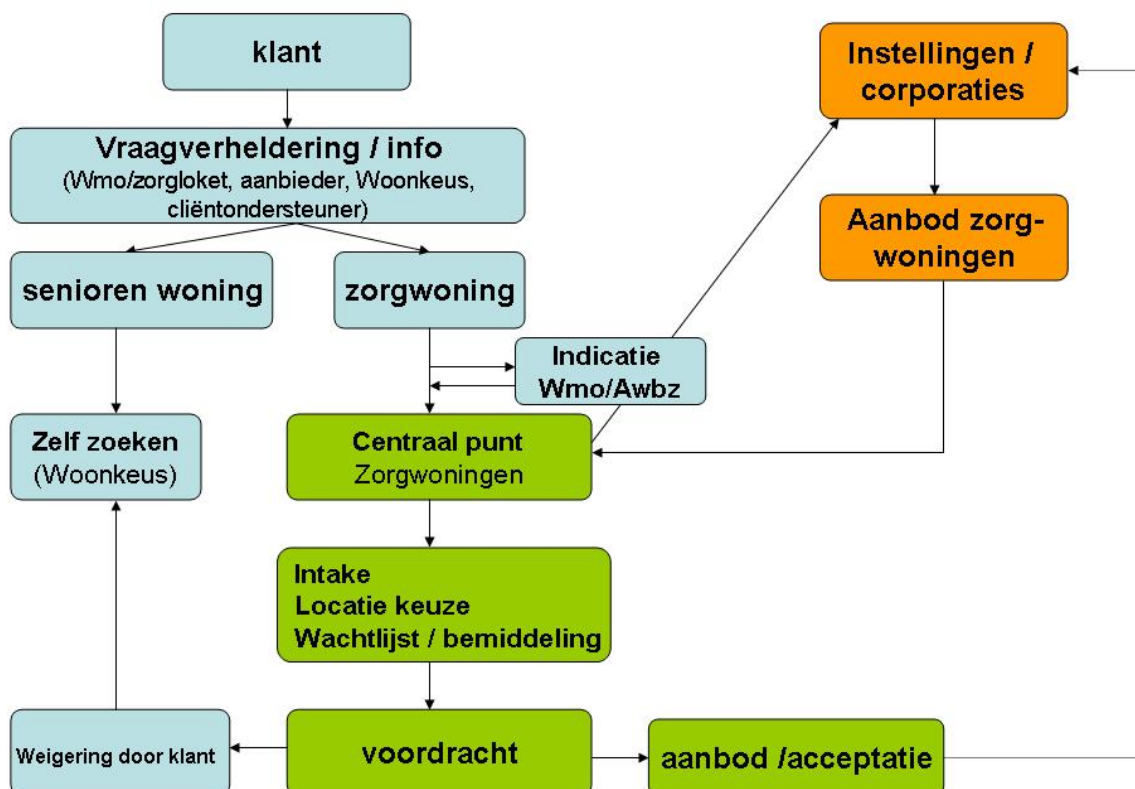 klant
Vraagverheldering / info
(Wmo/zorgloket, aanbieder, Woonkeus,
cliëntondersteuner)
senioren woning
zorgwoning
Indicatie
Wmo/Awbz
Zelf zoeken
(Woonkeus)
Centraal punt
Zorgwoningen
Intake
Locatie keuze
Wachtlijst / bemiddeling
Weigering door klant
voordracht
aanbod /acceptatie
Instellingen /
corporaties
Aanbod zorg-
woningen